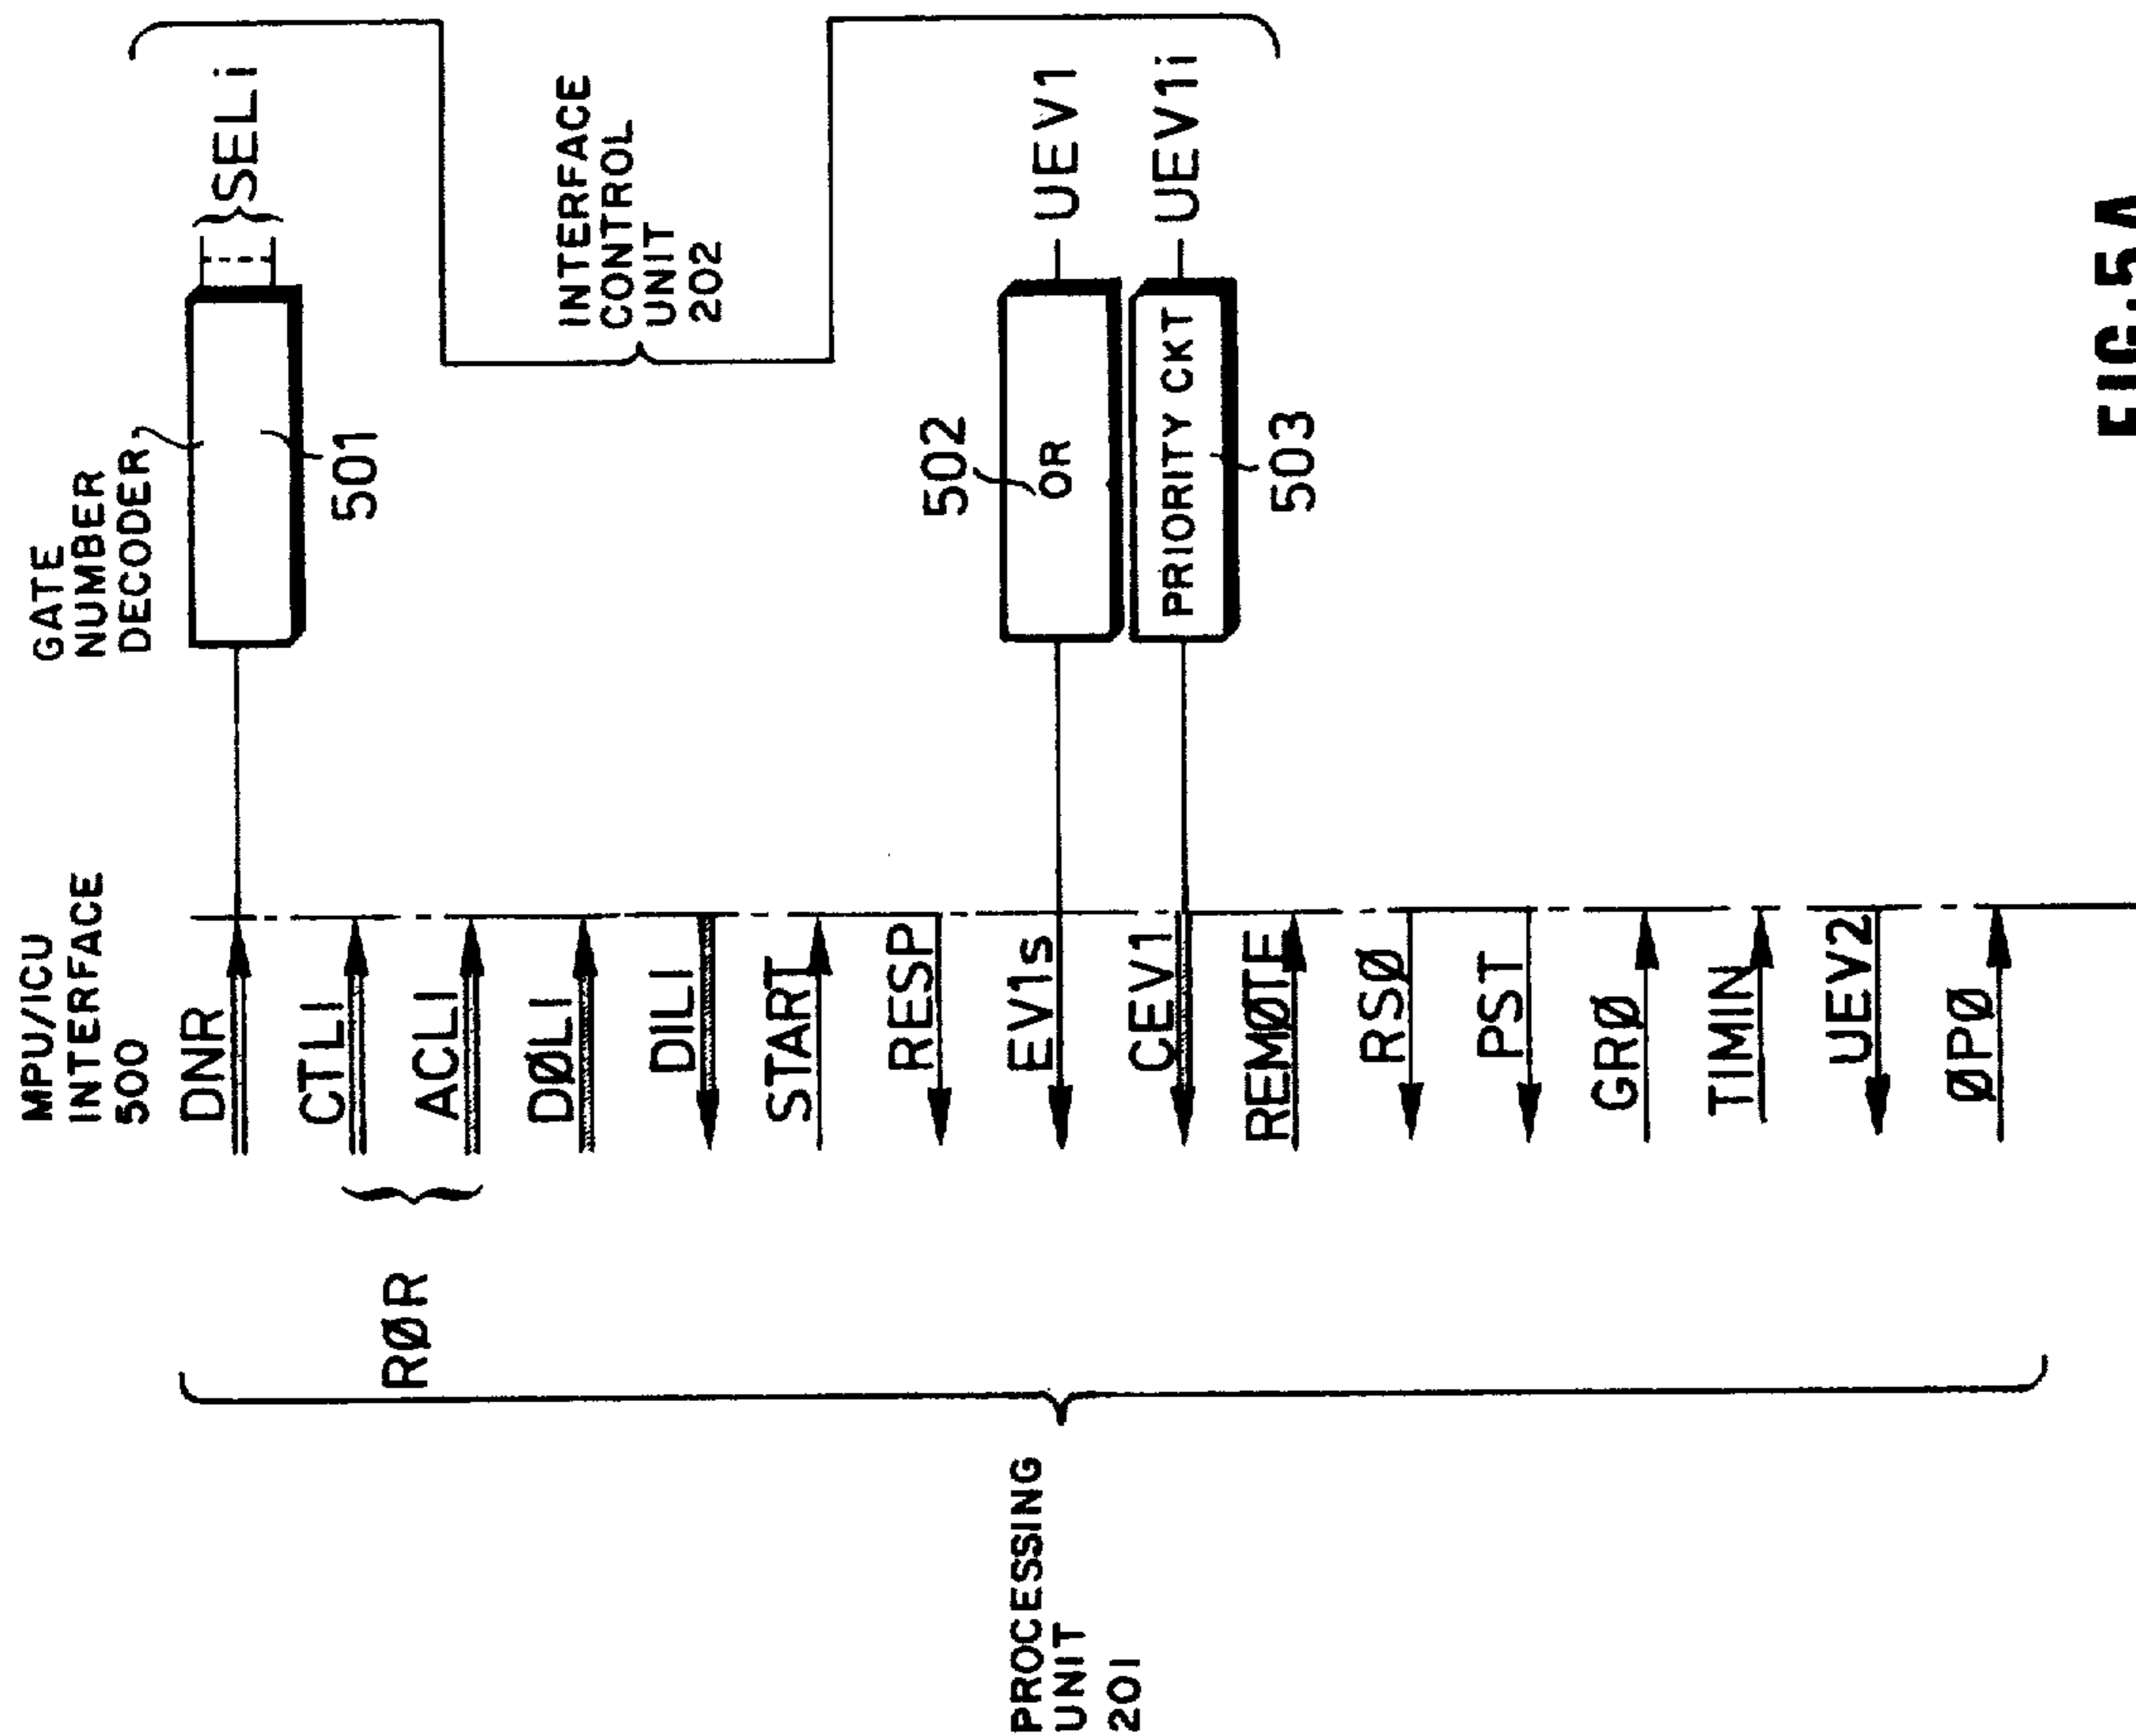 MPU/ICU
INTERFACE
500
GATE
NUMBER
DECODER
501
SELi
DNR
CTLI
ACLI
RØR
DØLI
DILI
INTERFACE
CONTROL
UNIT
202
START
RESP
502
OR
UEV1
EV1s
PRIORITY CKT
UEV1i
CEV1
503
REMØTE
RSØ
PST
GRØ
TIMIN
UEV2
ØPØ
PROCESSING
UNIT
201
FIG.5A